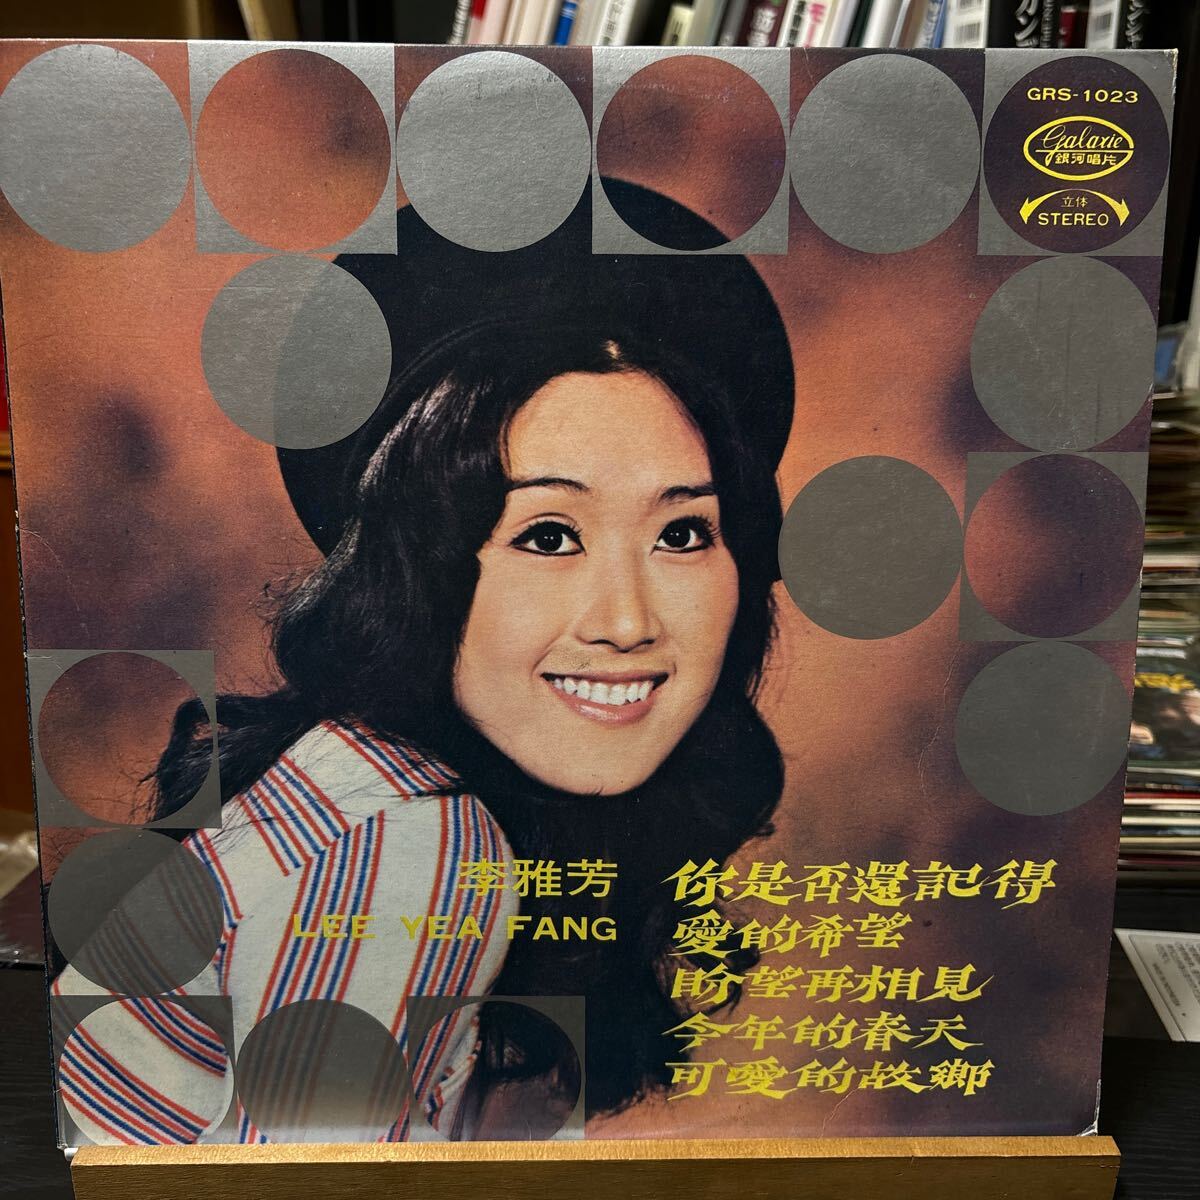 GRS-1023
Galaxie
銀河唱片
立体
STEREO
李雅芳
LEE YEA FANG
你是否還記得
愛的希望
盼望再相見
今年的春天
可愛的故鄉